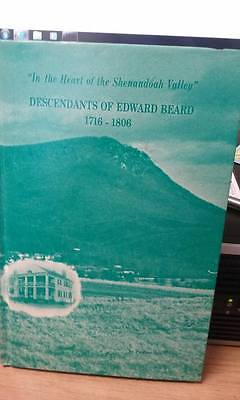 "In the Heart of the Shenandoah Valley"
DESCENDANTS OF EDWARD BEARD
1716 - 1806